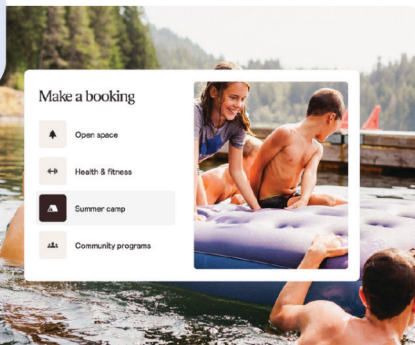 Make a booking
Open space
Health & fitness
Summer camp
Community programs